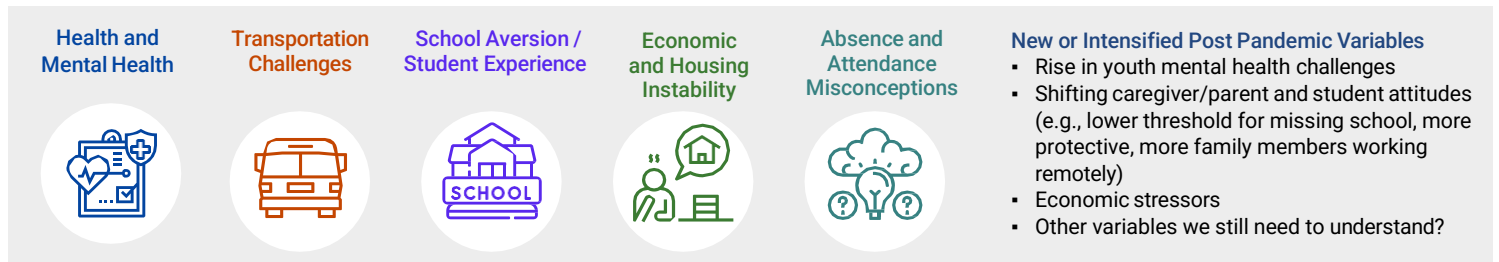 Health and
Mental Health
Transportation
Challenges
School Aversion /
Student Experience
SCHOOL
Economic
and Housing
Instability
Absence and
Attendance
Misconceptions
? ?
New or Intensified Post Pandemic Variables
▪ Rise in youth mental health challenges
▪ Shifting caregiver/parent and student attitudes
(e.g., lower threshold for missing school, more
protective, more family members working
remotely)
▪ Economic stressors
▪ Other variables we still need to understand?